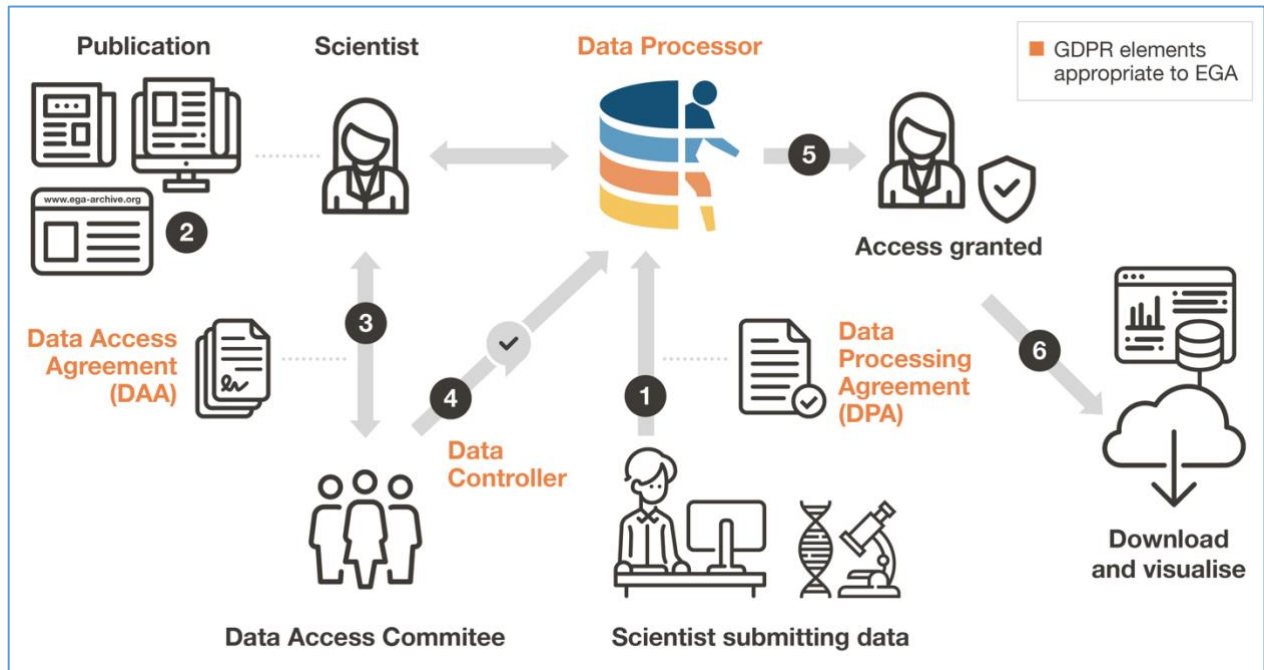 Publication
Scientist
Data Processor
GDPR elements
appropriate to EGA
www.ega-archive.org
2
5
Access granted
Data Access
Agreement
(DAA)
3
4
Data
Controller
1
Data
Processing
Agreement
(DPA)
6
Download
and visualise
Data Access Commitee
Scientist submitting data